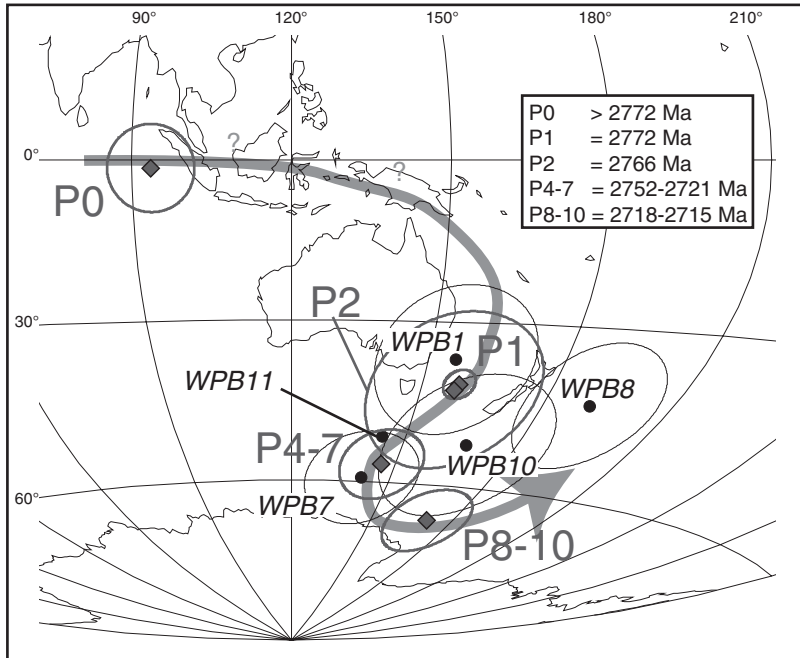 90° 120° 150° 180° 210°
P0 > 2772 Ma
P1 = 2772 Ma
P2 = 2766 Ma
P4-7 = 2752-2721 Ma
P8-10 = 2718-2715 Ma
?
0°
?
P0
P2
30°
WPB1
P1
WPB11
WPB8
P4-7
WPB10
60°
WPB7
P8-10